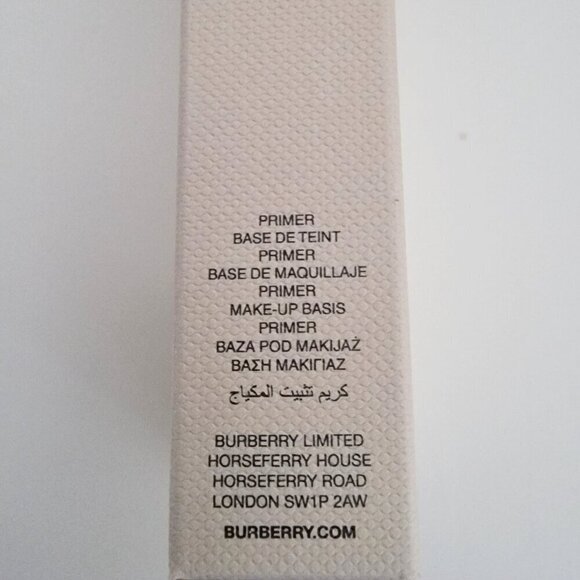 PRIMER
BASE DE TEINT
PRIMER
BASE DE MAQUILLAJE
PRIMER
MAKE-UP BASIS
PRIMER
BAZA POD MAKIJAŻ
ΒΑΣΗ ΜΑΚΙΓΙΑΖ
كريم تثبيت المكياج
BURBERRY LIMITED
HORSEFERRY HOUSE
HORSEFERRY ROAD
LONDON SW1P 2AW
BURBERRY.COM